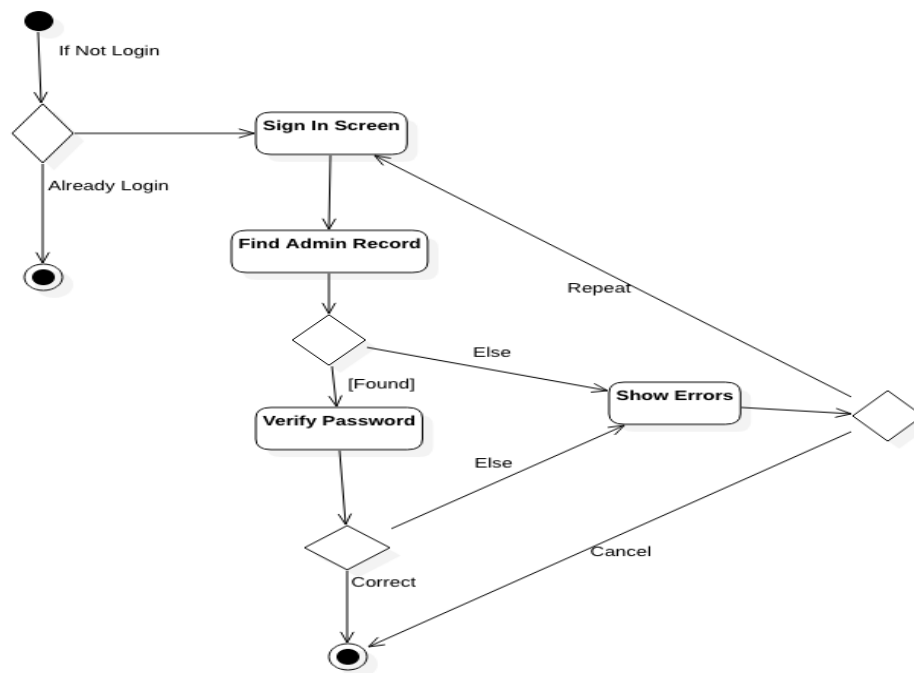 If Not Login
Sign In Screen
Already Login
Find Admin Record
Repeat
Else
[Found]
Show Errors
Verify Password
Else
Cancel
Correct